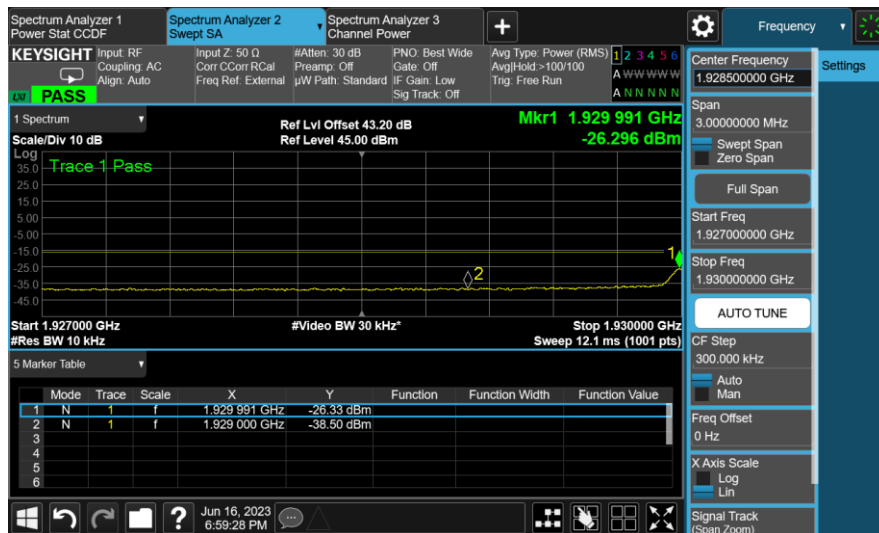 Spectrum Analyzer 1
Power Stat CCDF
Spectrum Analyzer 2
Swept SA
Spectrum Analyzer 3
Channel Power
+
Frequency
KEYSIGHT
LXI
PASS
Input: RF
Coupling: AC
Align: Auto
Input Z: 50 Ω
Corr CCorr RCal
Freq Ref: External
#Atten: 30 dB
Preamp: Off
µW Path: Standard
PNO: Best Wide
Gate: Off
IF Gain: Low
Sig Track: Off
Avg Type: Power (RMS)
Avg|Hold:>100/100
Trig: Free Run
1 2 3 4 5 6
A W W W W W
A N N N N N
1 Spectrum
Scale/Div 10 dB
Ref Lvl Offset 43.20 dB
Ref Level 45.00 dBm
Mkr1 1.929 991 GHz
-26.296 dBm
Log
Trace 1 Pass
35.0
25.0
15.0
5.00
-5.00
-15.0
-25.0
-35.0
-45.0
1
2
Start 1.927000 GHz
#Res BW 10 kHz
#Video BW 30 kHz*
Stop 1.930000 GHz
Sweep 12.1 ms (1001 pts)
5 Marker Table
Mode Trace Scale X Y Function Function Width Function Value
1 N 1 f 1.929 991 GHz -26.33 dBm
2 N 1 f 1.929 000 GHz -38.50 dBm
3
4
5
6
?
Jun 16, 2023
6:59:28 PM
Settings
Center Frequency
1.928500000 GHz
Span
3.00000000 MHz
Swept Span
Zero Span
Full Span
Start Freq
1.927000000 GHz
Stop Freq
1.930000000 GHz
AUTO TUNE
CF Step
300.000 kHz
Auto
Man
Freq Offset
0 Hz
X Axis Scale
Log
Lin
Signal Track
(Span Zoom)